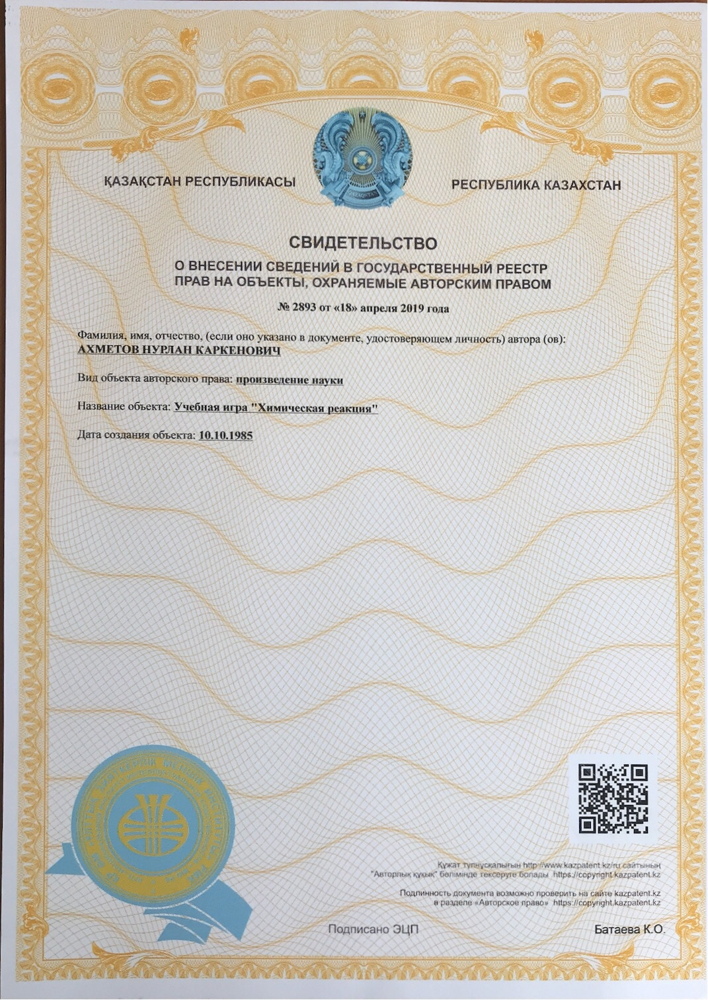 ҚАЗАҚСТАН РЕСПУБЛИКАСЫ
РЕСПУБЛИКА КАЗАХСТАН
QAZAQSTAN
СВИДЕТЕЛЬСТВО
О ВНЕСЕНИИ СВЕДЕНИЙ В ГОСУДАРСТВЕННЫЙ РЕЕСТР
ПРАВ НА ОБЪЕКТЫ, ОХРАНЯЕМЫЕ АВТОРСКИМ ПРАВОМ
№ 2893 от «18» апреля 2019 года
Фамилия, имя, отчество, (если оно указано в документе, удостоверяющем личность) автора (ов):
АХМЕТОВ НУРЛАН КАРКЕНОВИЧ
Вид объекта авторского права: произведение науки
Название объекта: Учебная игра "Химическая реакция"
Дата создания объекта: 10.10.1985
Құжат түпнұсқалығын http://www.kazpatent.kz/ru сайтының
"Авторлық құқық" бөлімінде тексеруге болады https://copyright.kazpatent.kz
Подлинность документа возможно проверить на сайте kazpatent.kz
в разделе «Авторское право» https://copyright.kazpatent.kz
Подписано ЭЦП
Батаева К.О.